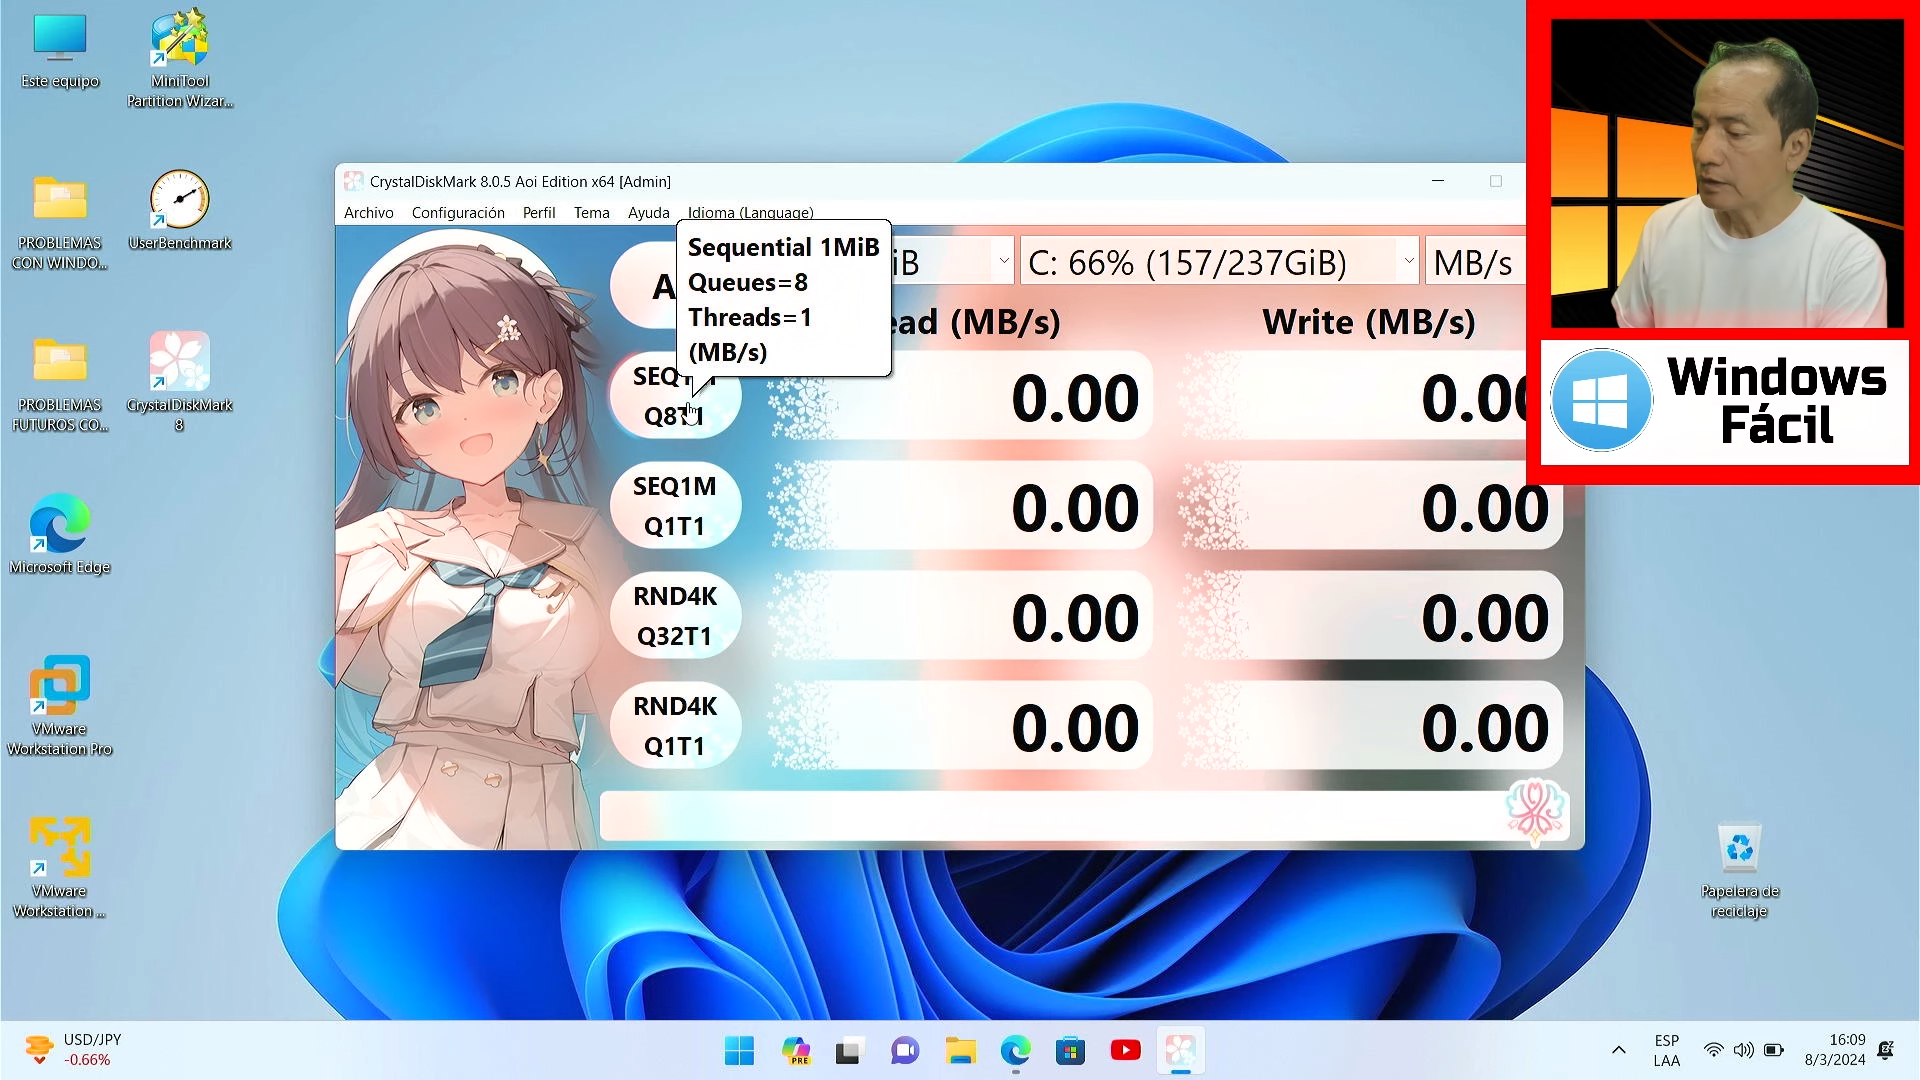 Este equipo
MiniTool
Partition Wizar...
PROBLEMAS
CON WINDO...
UserBenchmark
PROBLEMAS
FUTUROS CO...
CrystalDiskMark
8
Microsoft Edge
VMware
Workstation Pro
VMware
Workstation ...
CrystalDiskMark 8.0.5 Aoi Edition x64 [Admin]
Archivo Configuración Perfil Tema Ayuda Idioma (Language)
Sequential 1MiB
Queues=8
Threads=1
(MB/s)
A
iB
C: 66% (157/237GiB)
MB/s
ead (MB/s)
Write (MB/s)
SEQ1M
Q8T1
0.00
0.00
SEQ1M
Q1T1
0.00
0.00
RND4K
Q32T1
0.00
0.00
RND4K
Q1T1
0.00
0.00
Windows
Fácil
Papelera de
reciclaje
USD/JPY
-0.66%
PRE
ESP
LAA
16:09
8/3/2024